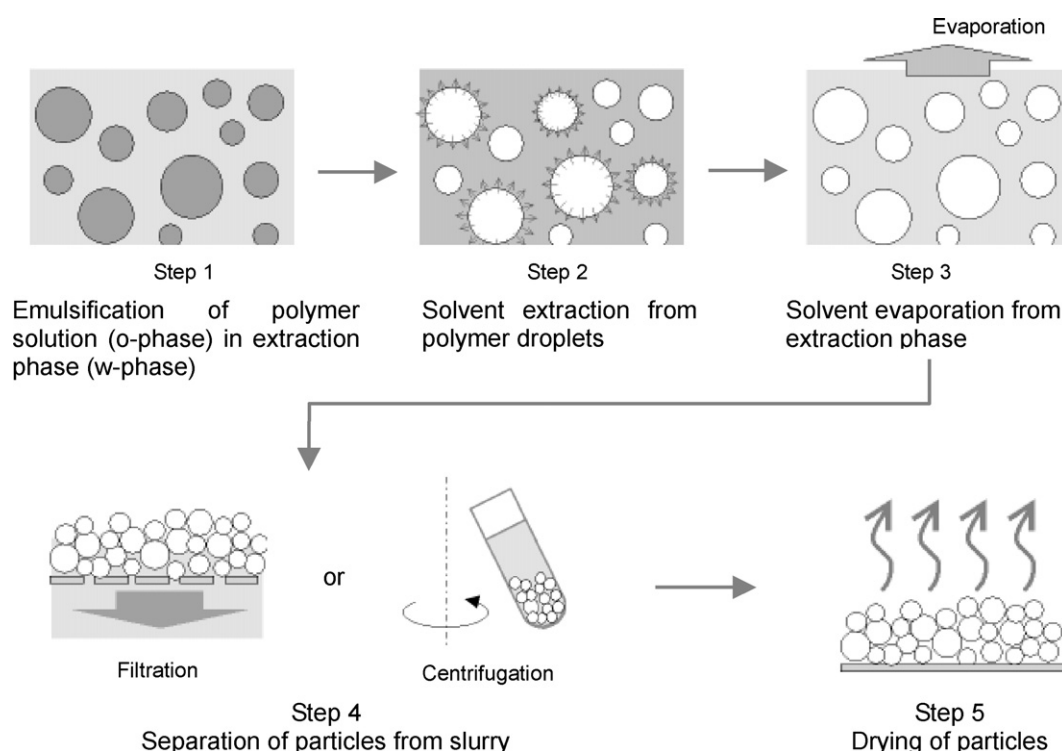 Evaporation
Step 1
Step 2
Step 3
Emulsification of polymer
solution (o-phase) in extraction
phase (w-phase)
Solvent extraction from
polymer droplets
Solvent evaporation from
extraction phase
or
Filtration
Centrifugation
Step 4
Separation of particles from slurry
Step 5
Drying of particles